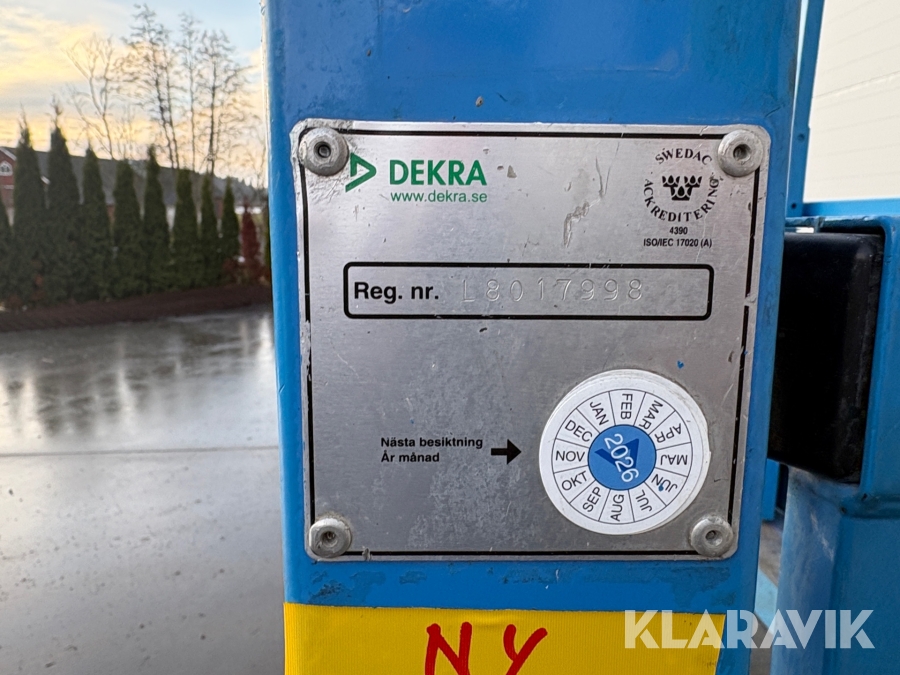 DEKRA
www.dekra.se
SWEDAC
ACKREDITERING
4390
ISO/IEC 17020 (A)
Reg. nr. L8017998
Nästa besiktning
År månad
JAN
FEB
MAR
APR
MAJ
JUN
JUL
AUG
SEP
OKT
NOV
DEC
2026
NY
KLARAVIK